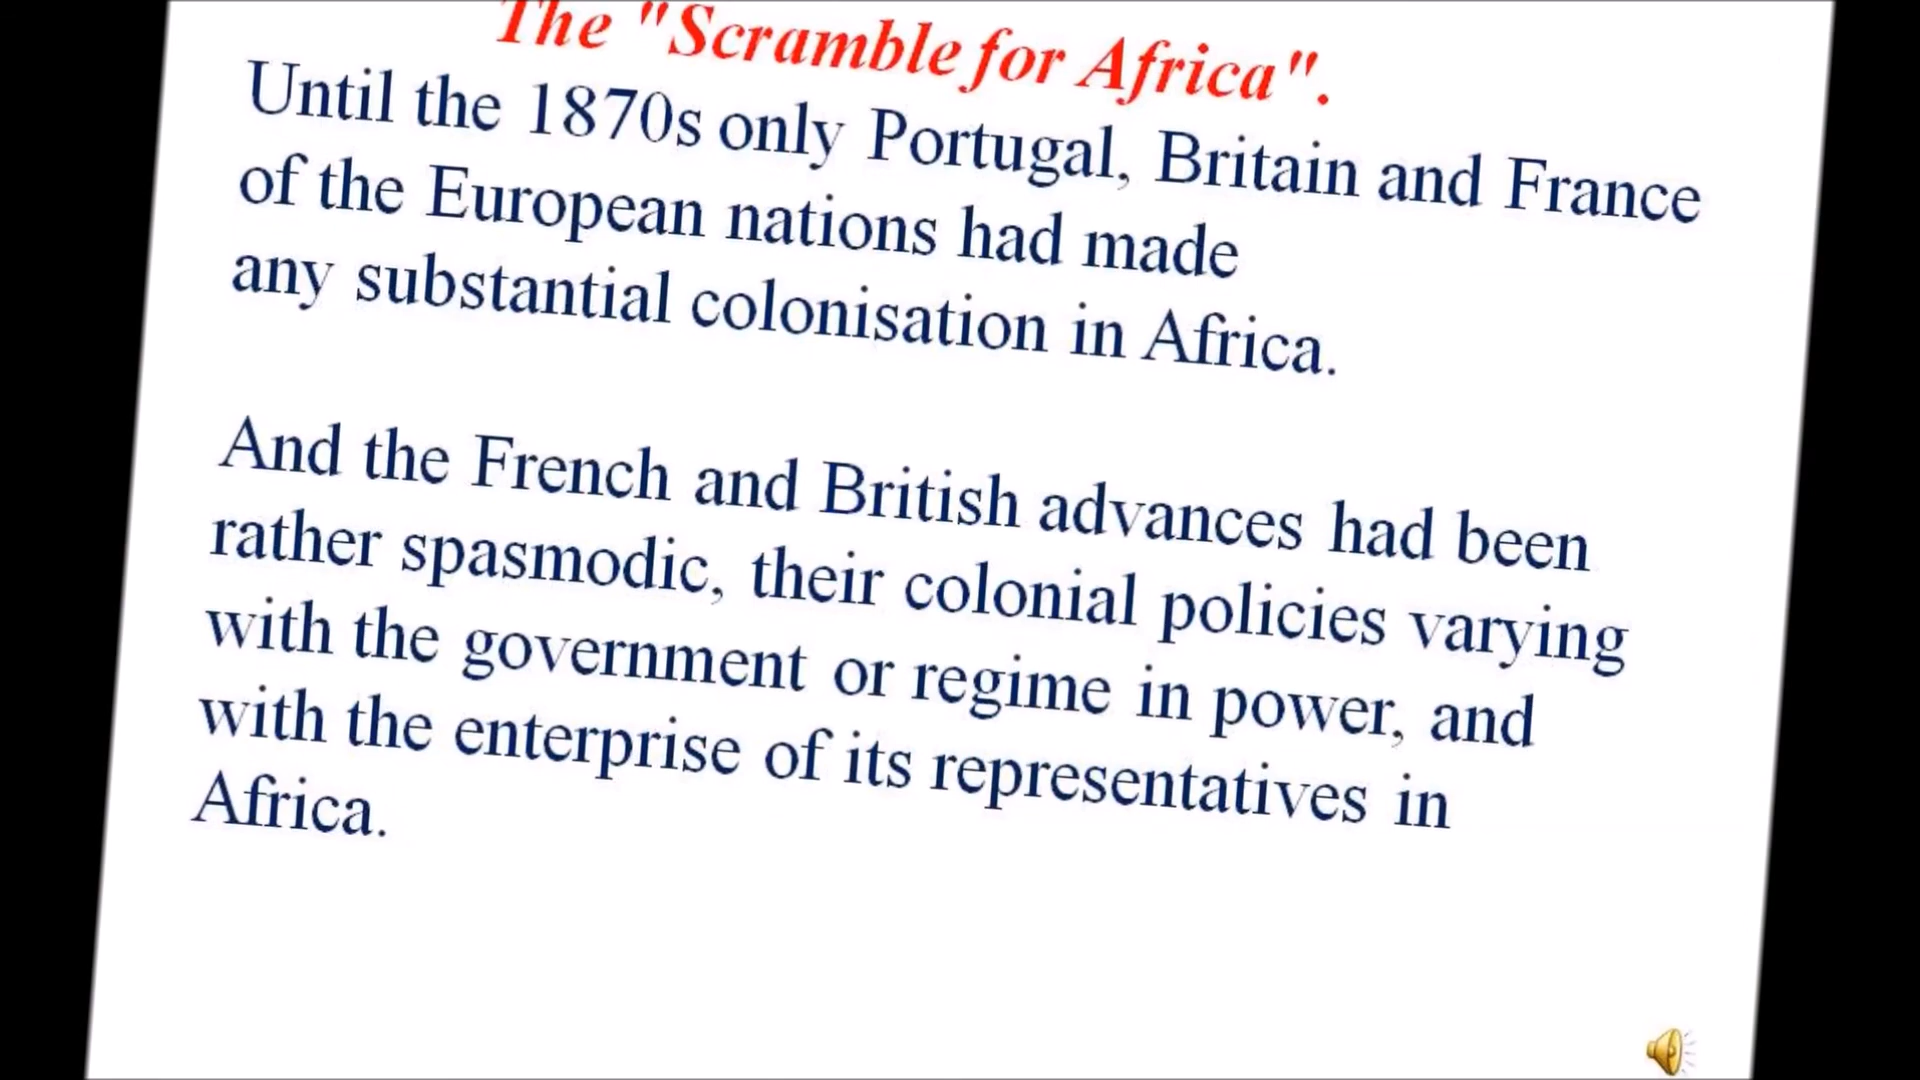 The "Scramble for Africa".
Until the 1870s only Portugal, Britain and France
of the European nations had made
any substantial colonisation in Africa.
And the French and British advances had been
rather spasmodic, their colonial policies varying
with the government or regime in power, and
with the enterprise of its representatives in
Africa.